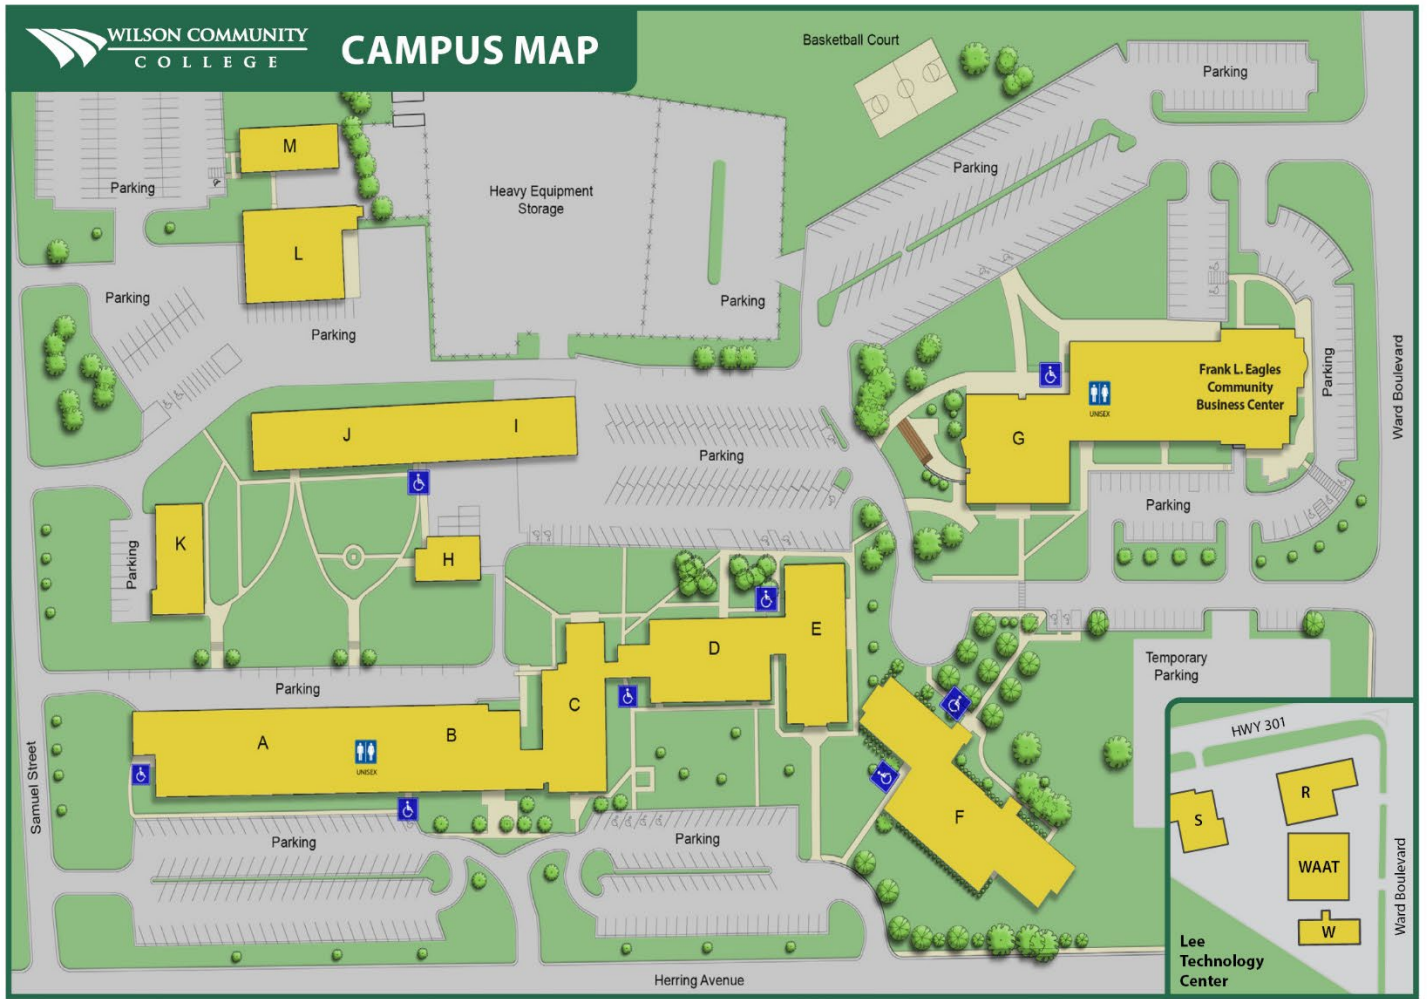 WILSON COMMUNITY
COLLEGE
CAMPUS MAP
Basketball Court
Parking
M
Parking
Heavy Equipment
Storage
Parking
L
Parking
Parking
Parking
Frank L. Eagles
Community
Business Center
Parking
Ward Boulevard
UNISEX
J
I
G
Parking
Parking
K
Parking
H
E
D
Temporary
Parking
Parking
C
A
B
UNISEX
Samuel Street
F
Parking
Parking
Herring Avenue
HWY 301
R
S
WAAT
W
Ward Boulevard
Lee
Technology
Center